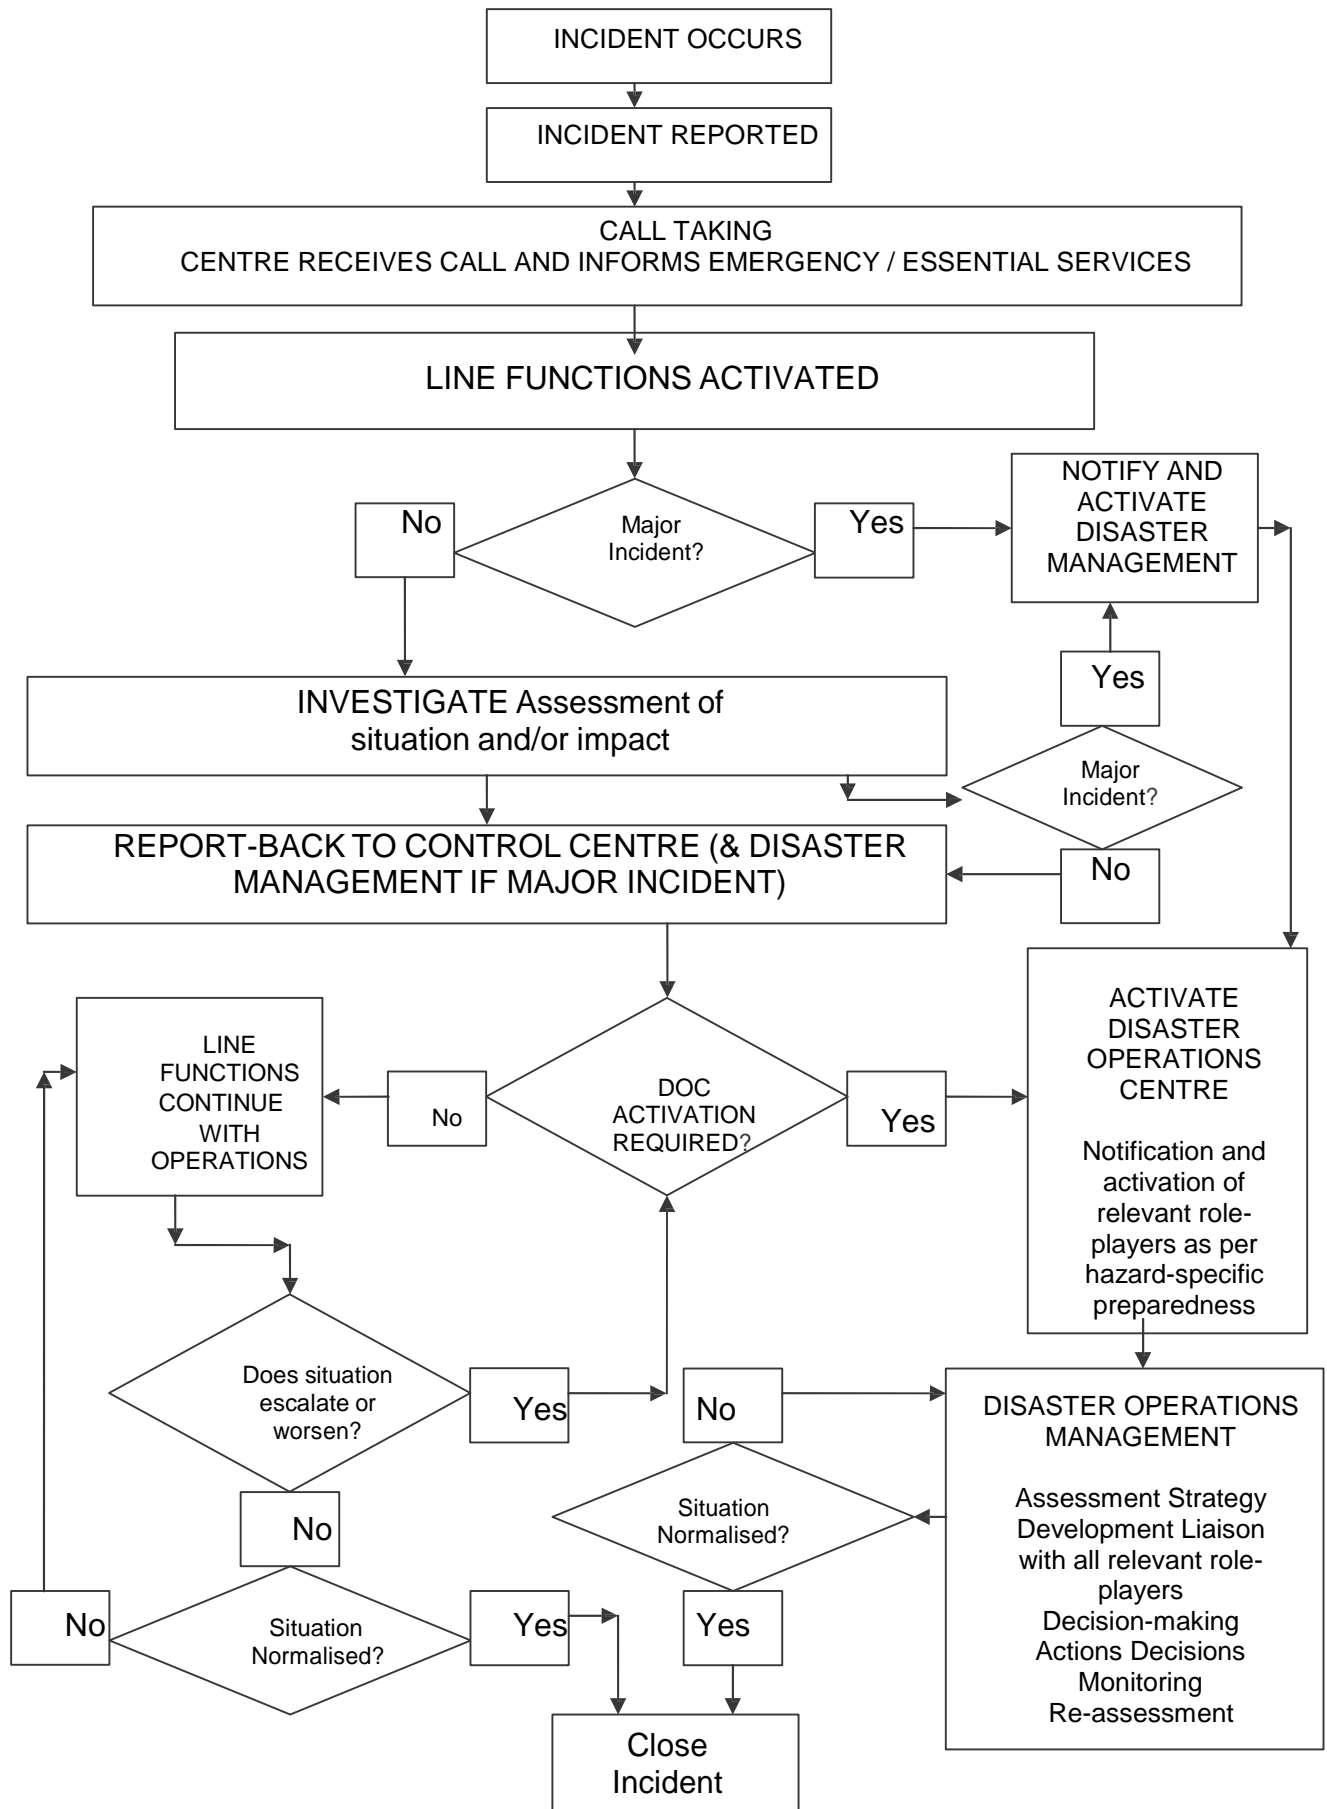 INCIDENT OCCURS
INCIDENT REPORTED
CALL TAKING
CENTRE RECEIVES CALL AND INFORMS EMERGENCY / ESSENTIAL SERVICES
LINE FUNCTIONS ACTIVATED
No
Major
Incident?
Yes
NOTIFY AND
ACTIVATE
DISASTER
MANAGEMENT
Yes
INVESTIGATE Assessment of
situation and/or impact
Major
Incident?
No
REPORT-BACK TO CONTROL CENTRE (& DISASTER
MANAGEMENT IF MAJOR INCIDENT)
LINE
FUNCTIONS
CONTINUE
WITH
OPERATIONS
No
DOC
ACTIVATION
REQUIRED?
Yes
ACTIVATE
DISASTER
OPERATIONS
CENTRE
Notification and
activation of
relevant role-
players as per
hazard-specific
preparedness
Does situation
escalate or
worsen?
Yes
No
DISASTER OPERATIONS
MANAGEMENT
Assessment Strategy
Development Liaison
with all relevant role-
players
Decision-making
Actions Decisions
Monitoring
Re-assessment
No
Situation
Normalised?
No
Situation
Normalised?
Yes
Yes
Close
Incident